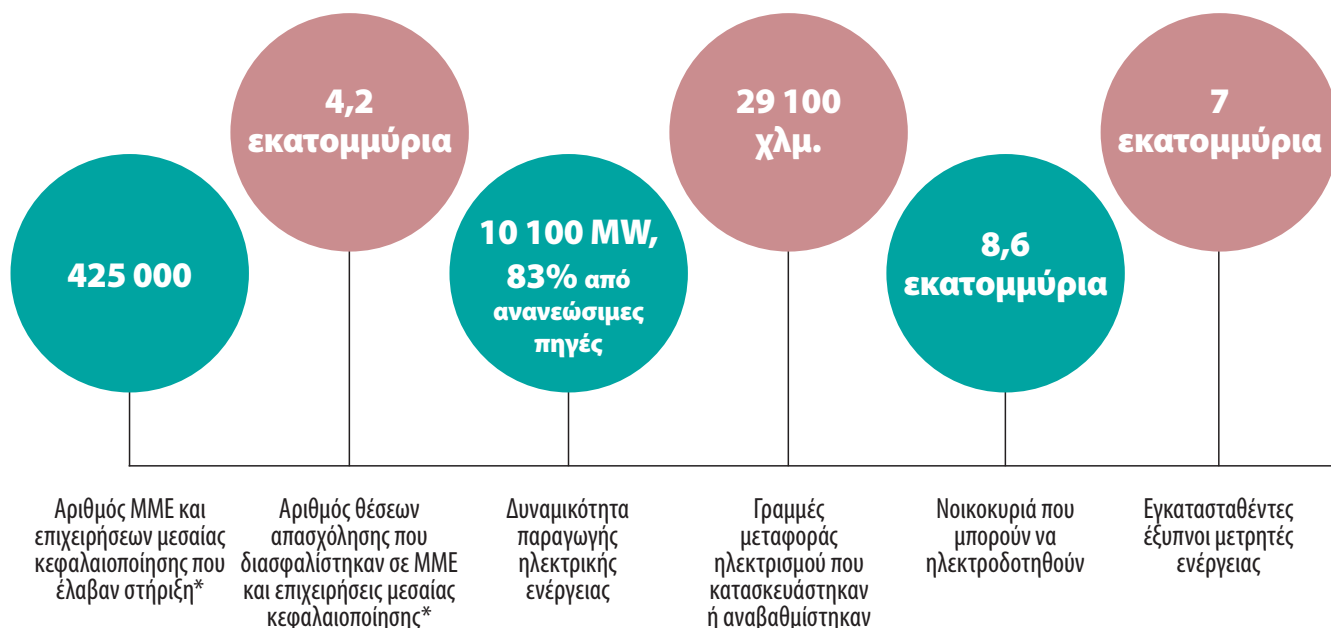 425 000
Αριθμός ΜΜΕ και
επιχειρήσεων μεσαίας
κεφαλαιοποίησης που
έλαβαν στήριξη*
4,2
εκατομμύρια
Αριθμός θέσεων
απασχόλησης που
διασφαλίστηκαν σε ΜΜΕ
και επιχειρήσεις μεσαίας
κεφαλαιοποίησης*
10 100 MW,
83% από
ανανεώσιμες
πηγές
Δυναμικότητα
παραγωγής
ηλεκτρικής
ενέργειας
29 100
χλμ.
Γραμμές
μεταφοράς
ηλεκτρισμού που
κατασκευάστηκαν
ή αναβαθμίστηκαν
8,6
εκατομμύρια
Νοικοκυριά που
μπορούν να
ηλεκτροδοτηθούν
7
εκατομμύρια
Εγκατασταθέντες
έξυπνοι μετρητές
ενέργειας